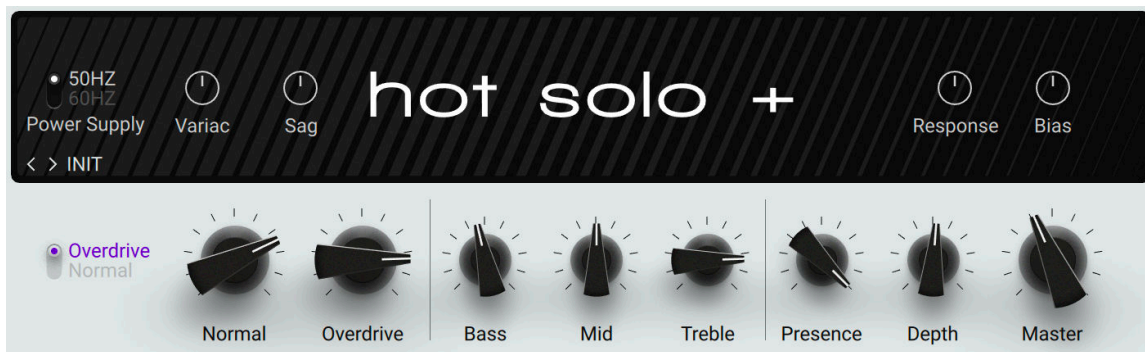 50HZ
60HZ
Power Supply
Variac
Sag
hot solo +
Response
Bias
< > INIT
Overdrive
Normal
Normal
Overdrive
Bass
Mid
Treble
Presence
Depth
Master